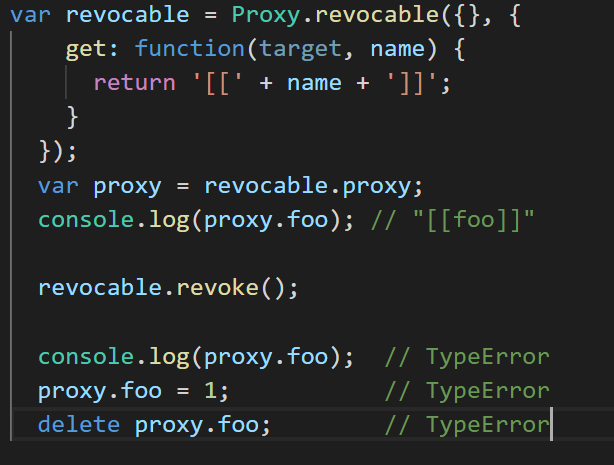 var revocable = Proxy.revocable({}, {
    get: function(target, name) {
      return '[[' + name + ']]';
    }
  });
  var proxy = revocable.proxy;
  console.log(proxy.foo); // "[[foo]]"

  revocable.revoke();

  console.log(proxy.foo);  // TypeError
  proxy.foo = 1;           // TypeError
  delete proxy.foo;        // TypeError